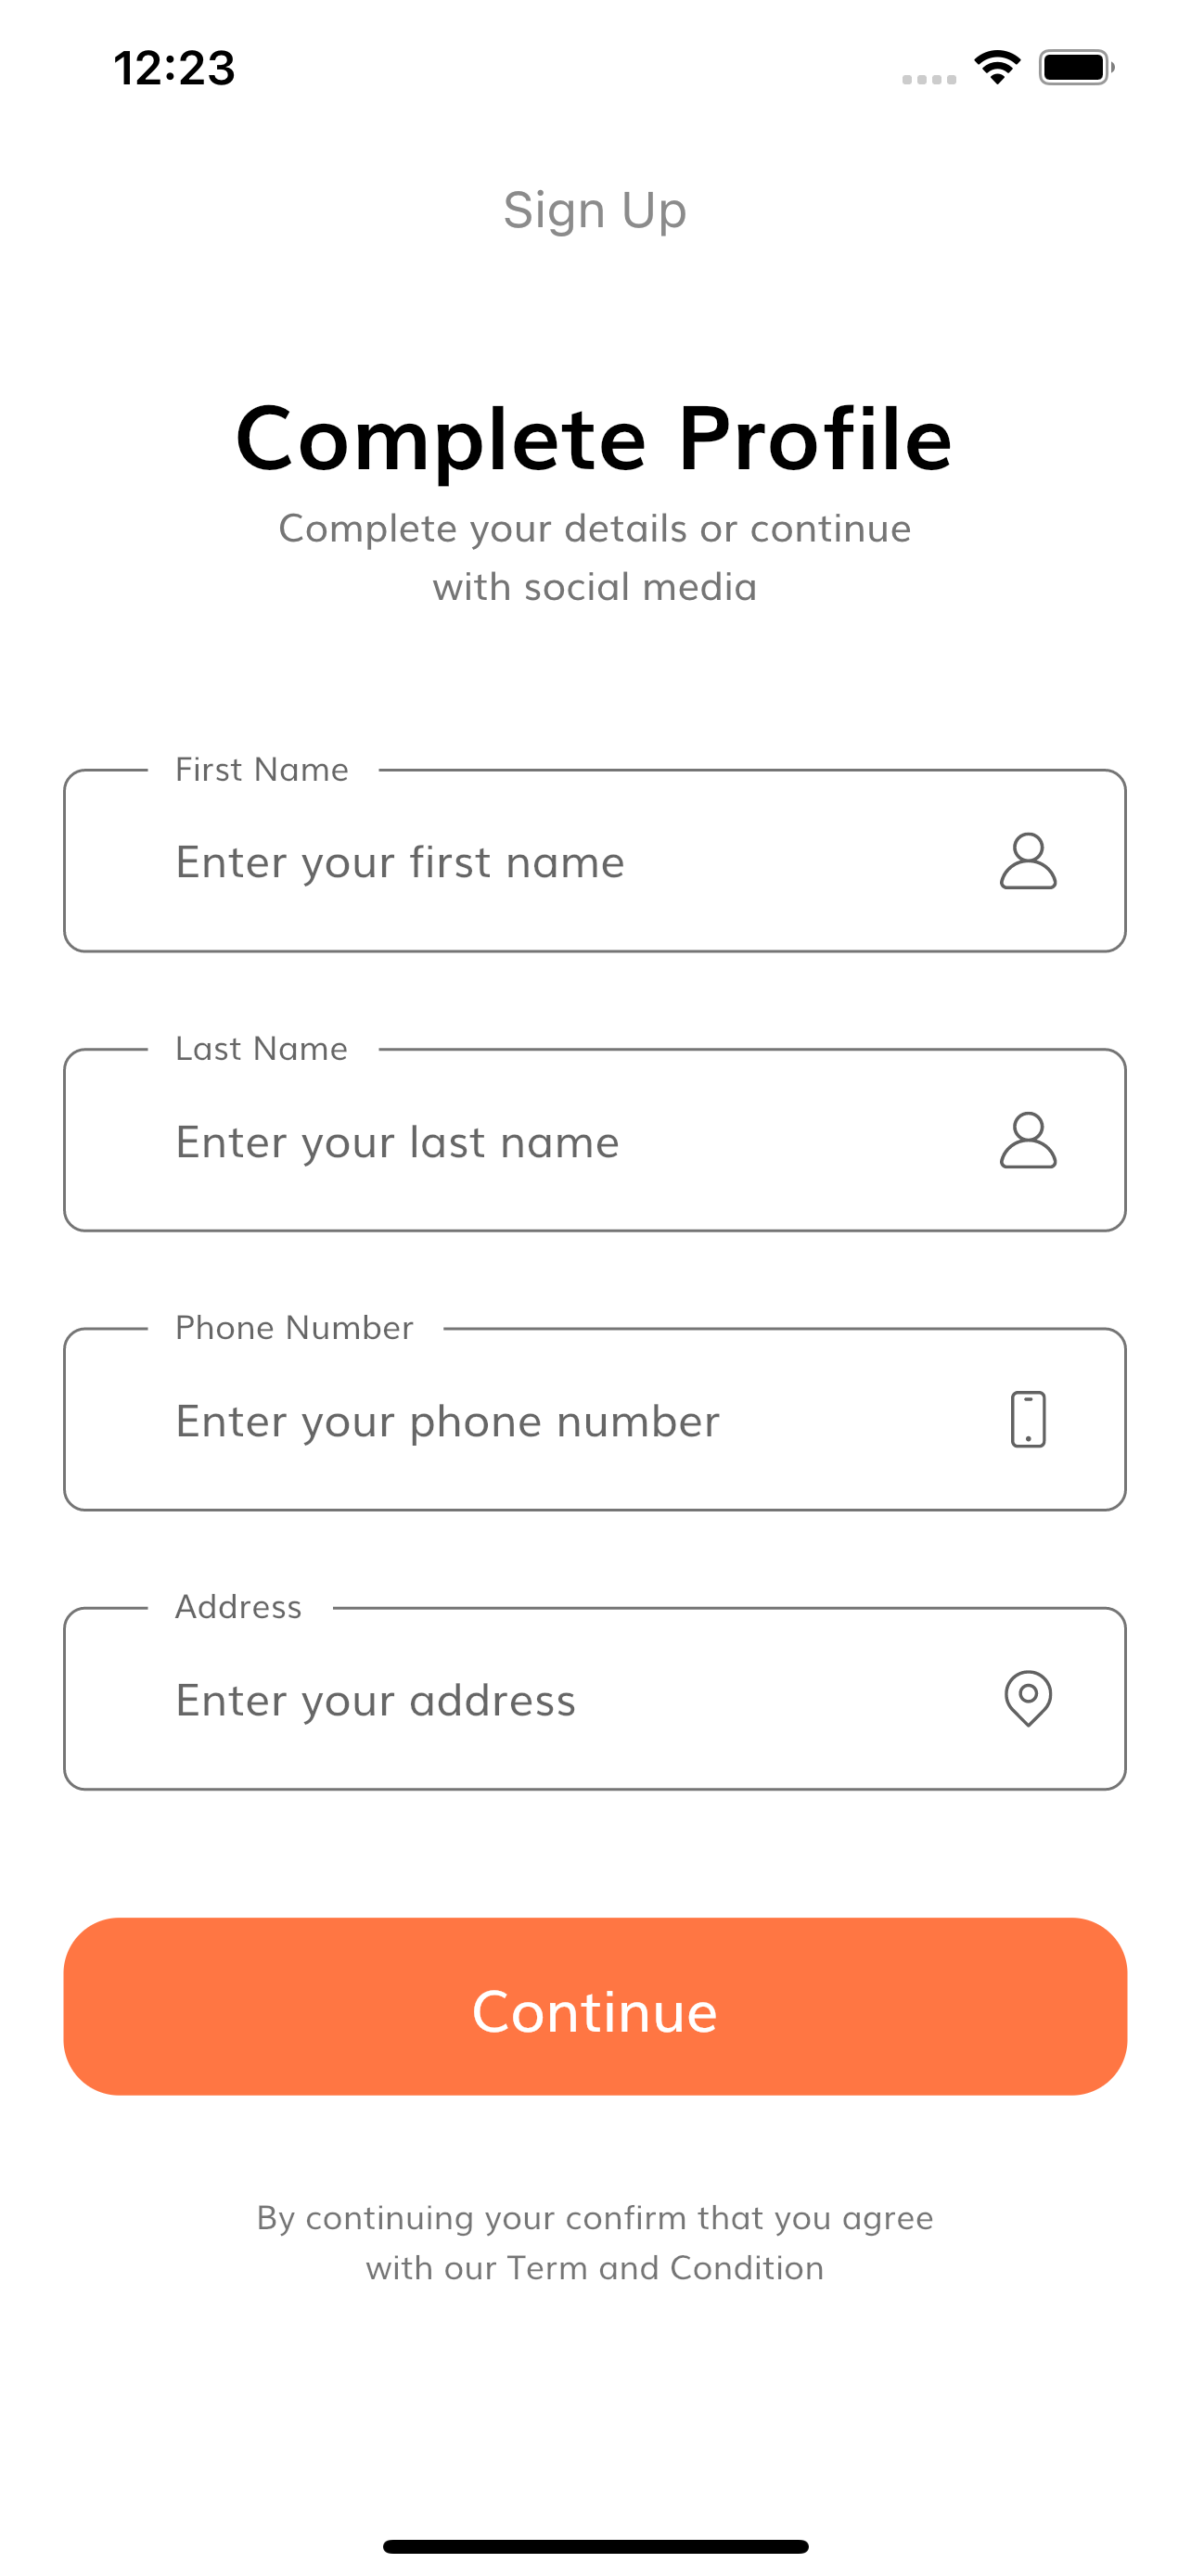 12:23
Sign Up
Complete Profile
Complete your details or continue
with social media
First Name
Enter your first name
Last Name
Enter your last name
Phone Number
Enter your phone number
Address
Enter your address
Continue
By continuing your confirm that you agree
with our Term and Condition